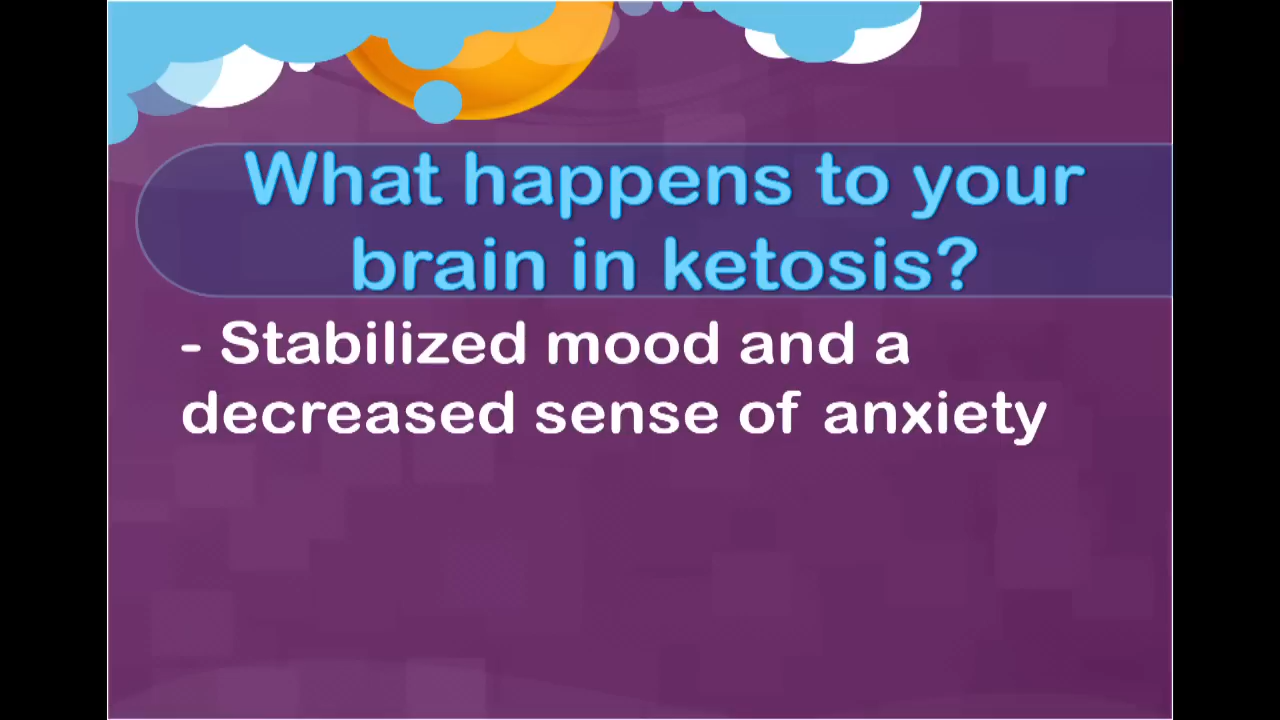 What happens to your
brain in ketosis?
- Stabilized mood and a
decreased sense of anxiety